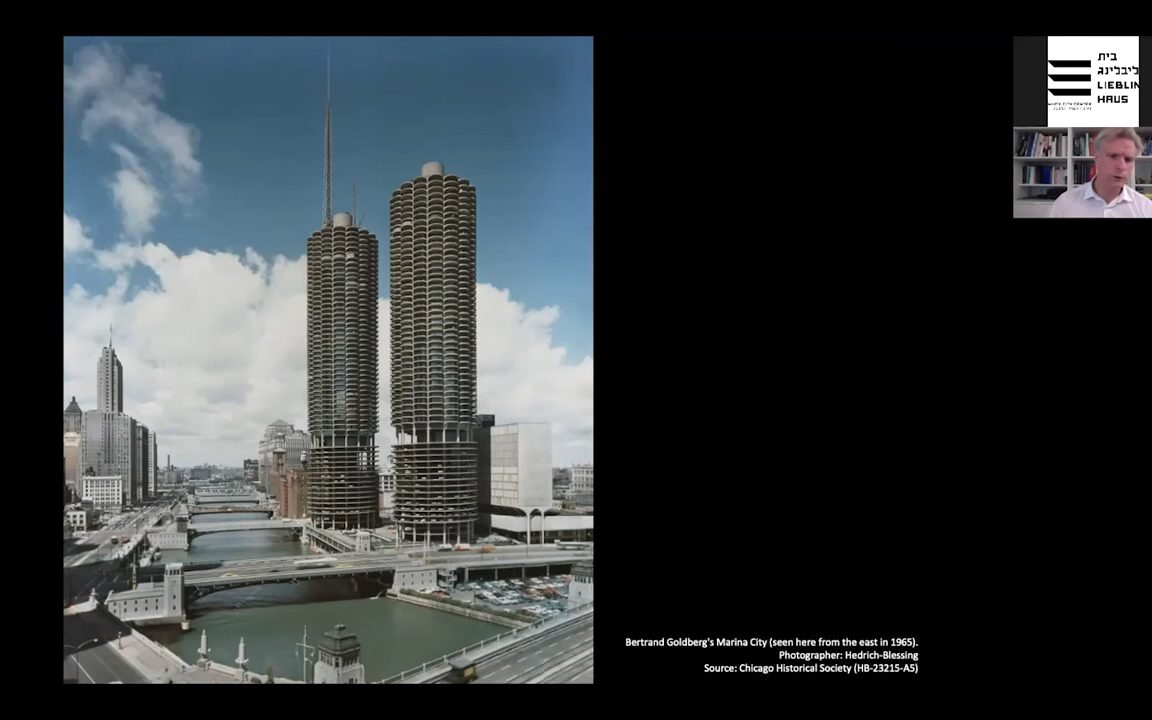 בית
ליבלינג
LIEBLIN
HAUS
Bertrand Goldberg's Marina City (seen here from the east in 1965).
Photographer: Hedrich-Blessing
Source: Chicago Historical Society (HB-23215-A5)